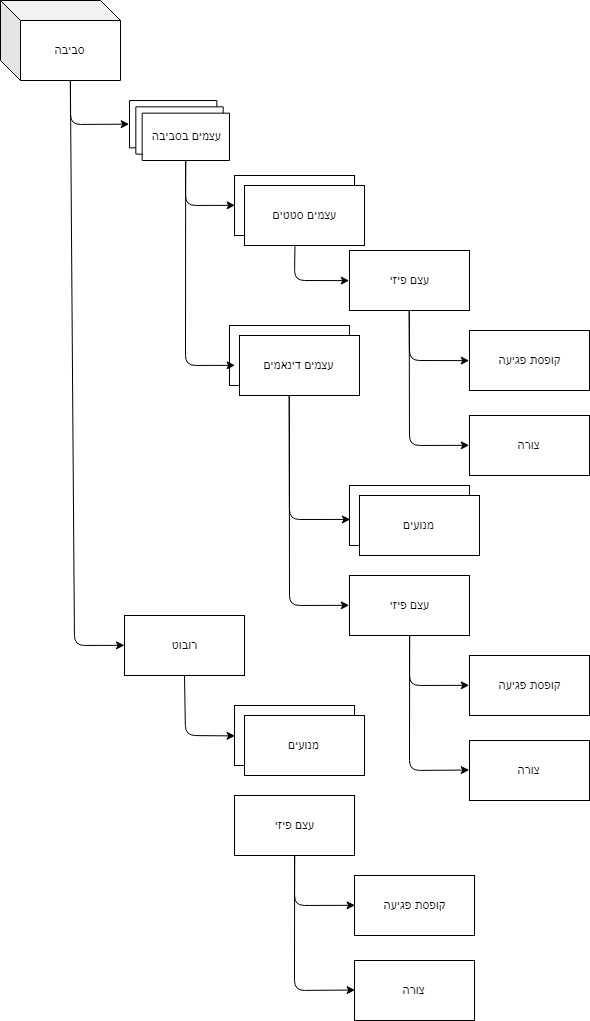 סביבה
עצמים בסביבה
עצמים סטטים
עצם פיזי
קופסת פגיעה
צורה
עצמים דינאמים
מנועים
עצם פיזי
קופסת פגיעה
צורה
רובוט
מנועים
עצם פיזי
קופסת פגיעה
צורה